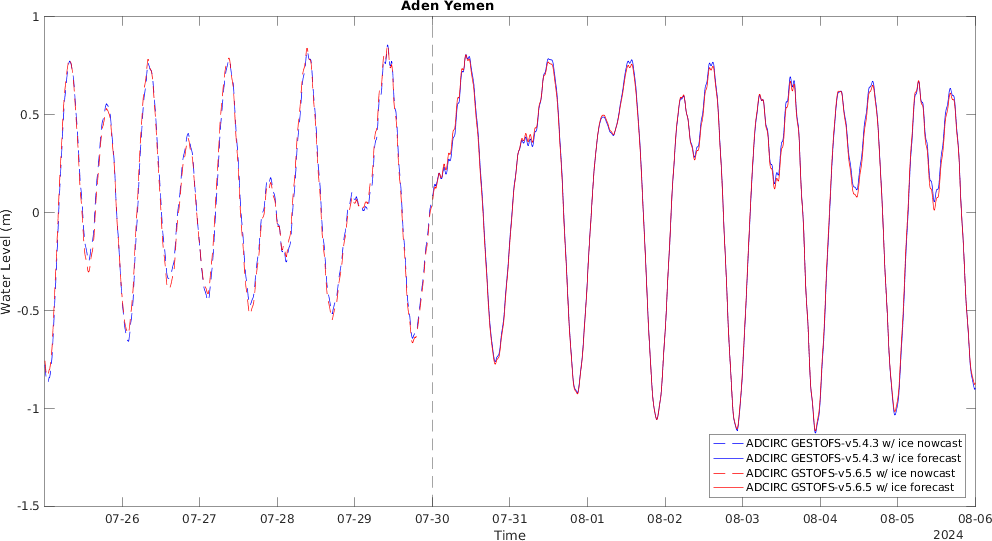 Aden Yemen
Water Level (m)
1
0.5
0
-0.5
-1
-1.5
ADCIRC GESTOFS-v5.4.3 w/ ice nowcast
ADCIRC GESTOFS-v5.4.3 w/ ice forecast
ADCIRC GSTOFS-v5.6.5 w/ ice nowcast
ADCIRC GSTOFS-v5.6.5 w/ ice forecast
07-26 07-27 07-28 07-29 07-30 07-31 08-01 08-02 08-03 08-04 08-05 08-06
Time
2024